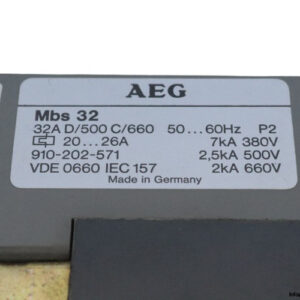 AEG
Mbs 32
32A D/500 C/660 50...60Hz P2
20...26A 7kA 380V
910-202-571 2,5kA 500V
VDE 0660 IEC 157 2kA 660V
Made in Germany